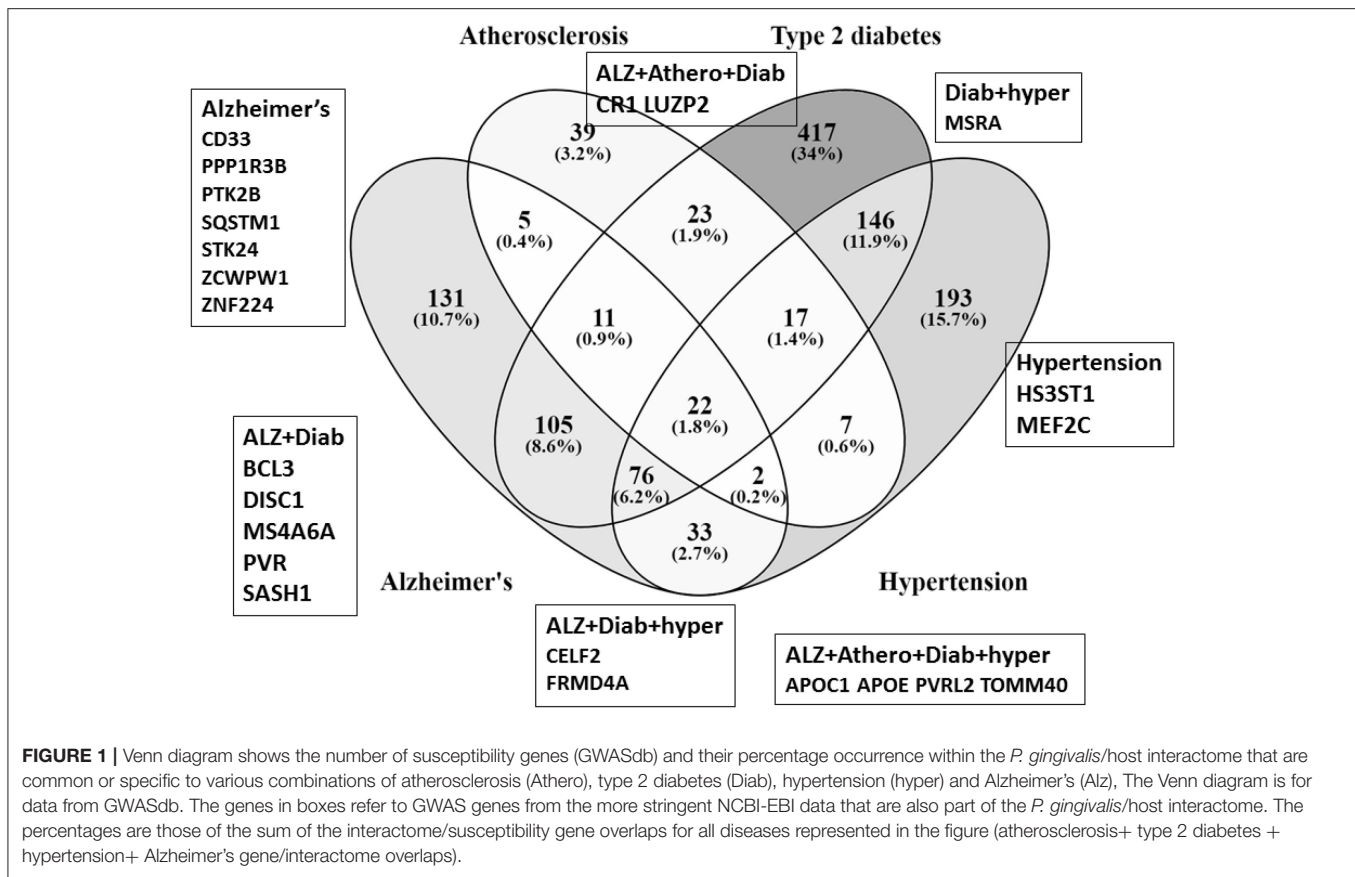 Atherosclerosis
Type 2 diabetes
ALZ+Athero+Diab
CR1 LUZP2
Diab+hyper
MSRA
Alzheimer’s
CD33
PPP1R3B
PTK2B
SQSTM1
STK24
ZCWPW1
ZNF224
39
(3.2%)
417
(34%)
5
(0.4%)
23
(1.9%)
146
(11.9%)
131
(10.7%)
11
(0.9%)
17
(1.4%)
193
(15.7%)
Hypertension
HS3ST1
MEF2C
105
(8.6%)
22
(1.8%)
7
(0.6%)
76
(6.2%)
2
(0.2%)
33
(2.7%)
ALZ+Diab
BCL3
DISC1
MS4A6A
PVR
SASH1
Alzheimer's
Hypertension
ALZ+Diab+hyper
CELF2
FRMD4A
ALZ+Athero+Diab+hyper
APOC1 APOE PVRL2 TOMM40
FIGURE 1 | Venn diagram shows the number of susceptibility genes (GWASdb) and their percentage occurrence within the P. gingivalis/host interactome that are
common or specific to various combinations of atherosclerosis (Athero), type 2 diabetes (Diab), hypertension (hyper) and Alzheimer’s (Alz), The Venn diagram is for
data from GWASdb. The genes in boxes refer to GWAS genes from the more stringent NCBI-EBI data that are also part of the P. gingivalis/host interactome. The
percentages are those of the sum of the interactome/susceptibility gene overlaps for all diseases represented in the figure (atherosclerosis+ type 2 diabetes +
hypertension+ Alzheimer’s gene/interactome overlaps).